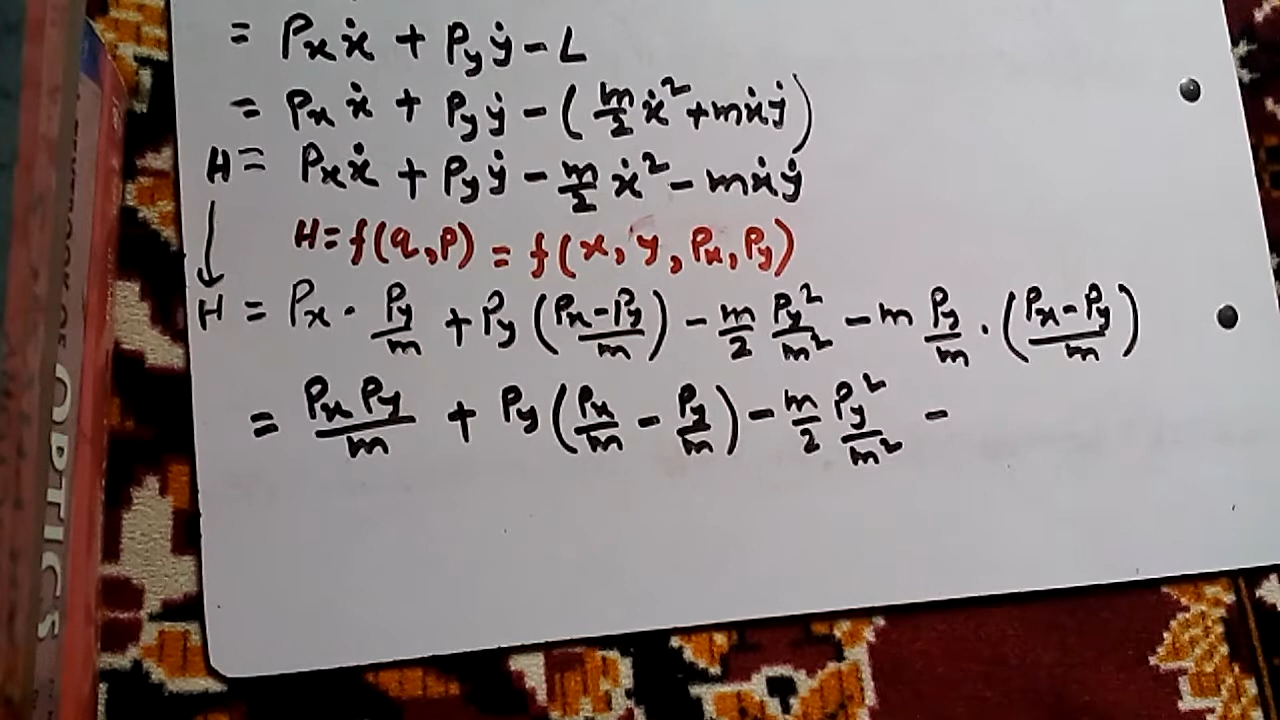 = Pxẋ + Pyẏ - L
= Pxẋ + Pyẏ - (m/2 ẋ² + mẋẏ)
H = Pxẋ + Pyẏ - m/2 ẋ² - mẋẏ
H = f(q, P) = f(x, y, Px, Py)
H = Px · Py/m + Py (Px-Py/m) - m/2 Py²/m² - m Py/m · (Px-Py/m)
= PxPy/m + Py (Px/m - Py/m) - m/2 Py²/m² -
OPTICS